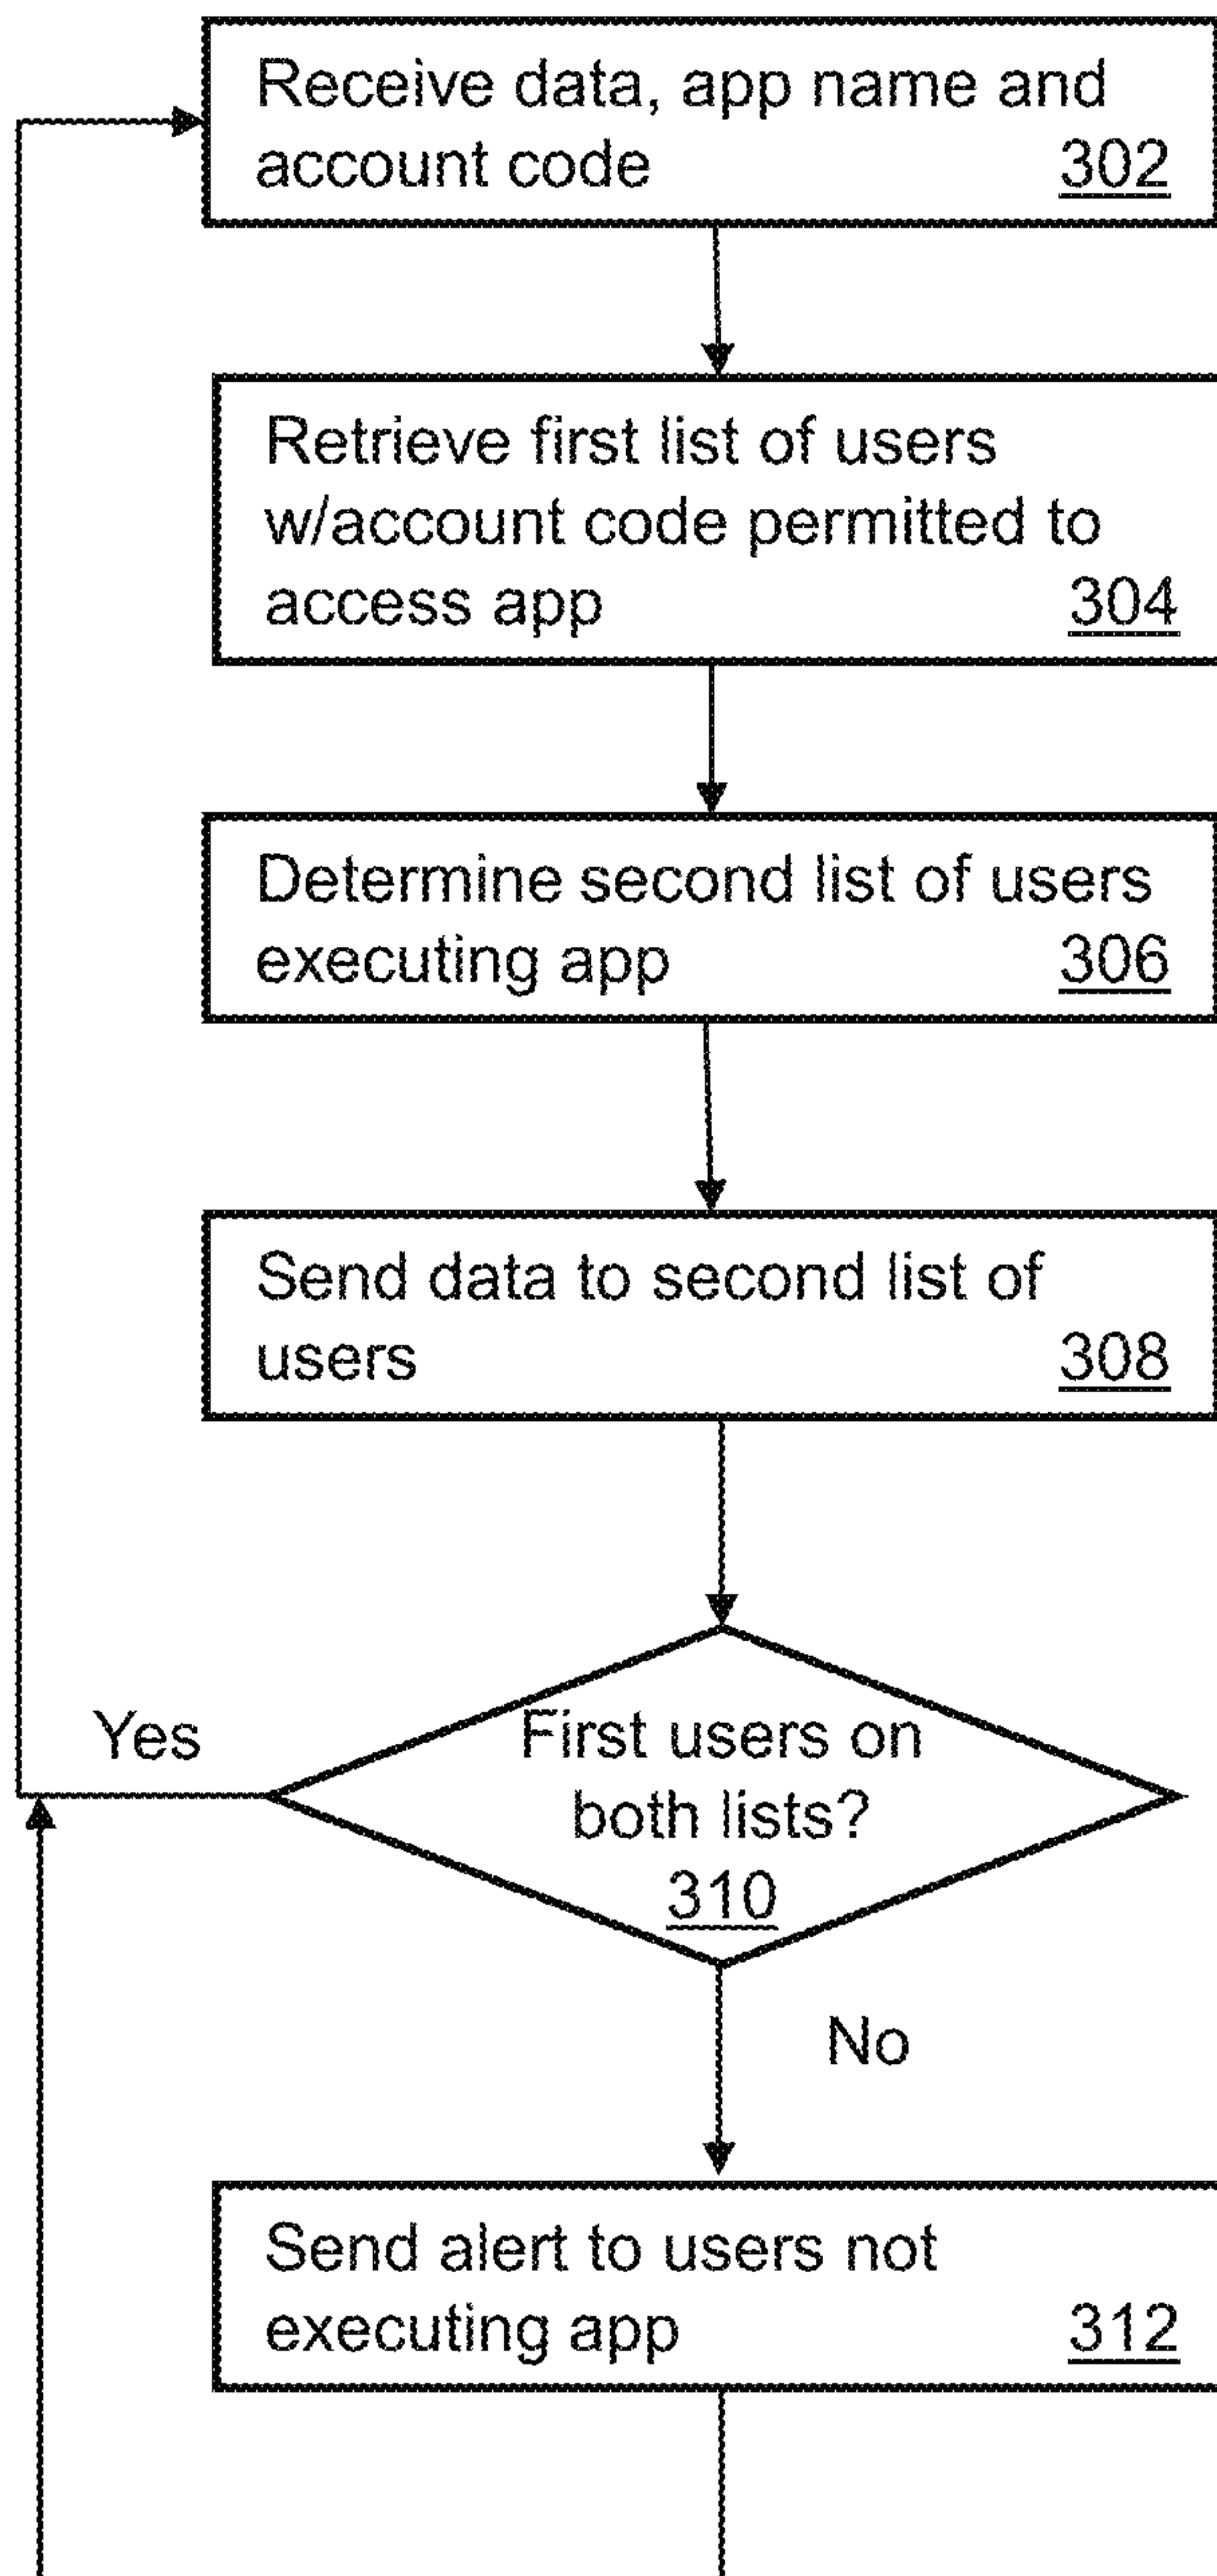 Receive data, app name and
account code 302
Retrieve first list of users
w/account code permitted to
access app 304
Determine second list of users
executing app 306
Send data to second list of
users 308
Yes
First users on
both lists?
310
No
Send alert to users not
executing app 312